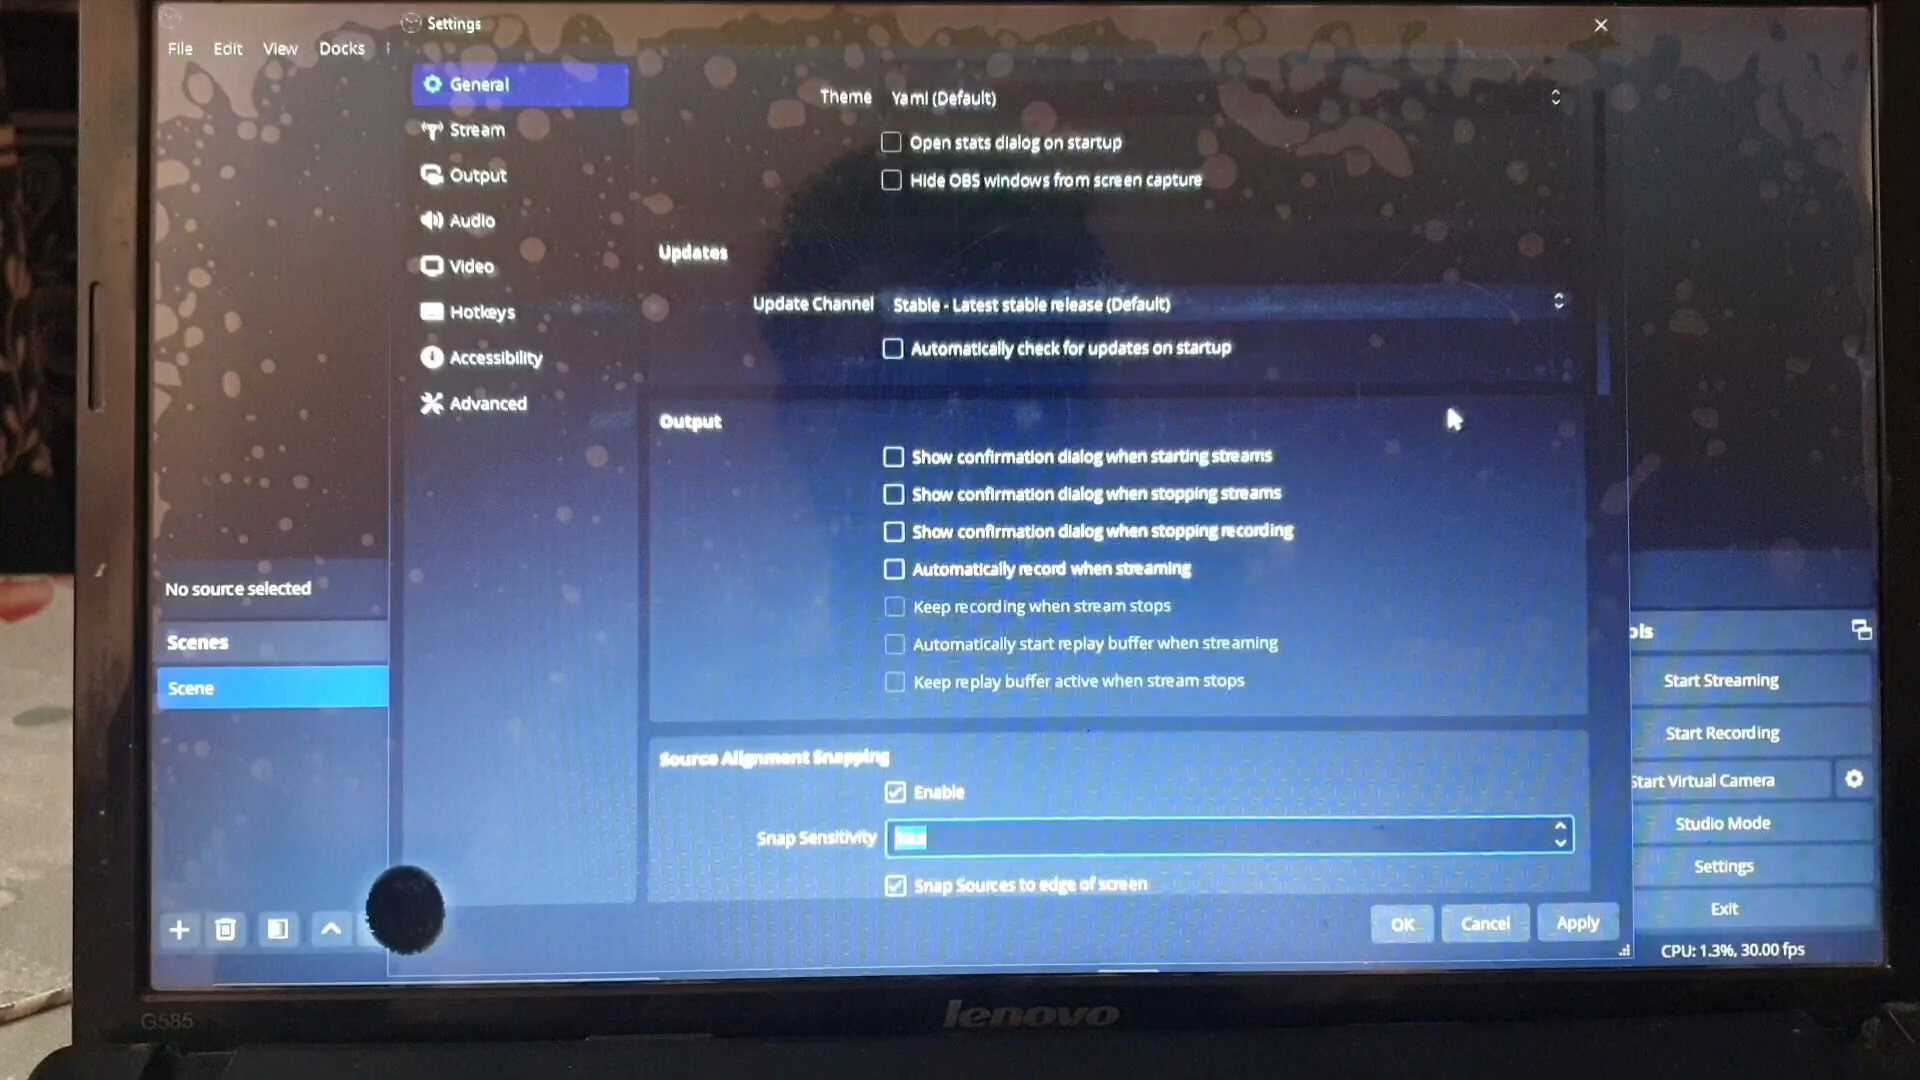 Settings
File Edit View Docks
General
Stream
Output
Audio
Video
Hotkeys
Accessibility
Advanced
Theme Yami (Default)
Open stats dialog on startup
Hide OBS windows from screen capture
Updates
Update Channel Stable - Latest stable release (Default)
Automatically check for updates on startup
Output
Show confirmation dialog when starting streams
Show confirmation dialog when stopping streams
Show confirmation dialog when stopping recording
Automatically record when streaming
Keep recording when stream stops
Automatically start replay buffer when streaming
Keep replay buffer active when stream stops
Source Alignment Snapping
Enable
Snap Sensitivity
Snap Sources to edge of screen
OK Cancel Apply
No source selected
Scenes
Scene
ols
Start Streaming
Start Recording
Start Virtual Camera
Studio Mode
Settings
Exit
CPU: 1.3%, 30.00 fps
G585
lenovo